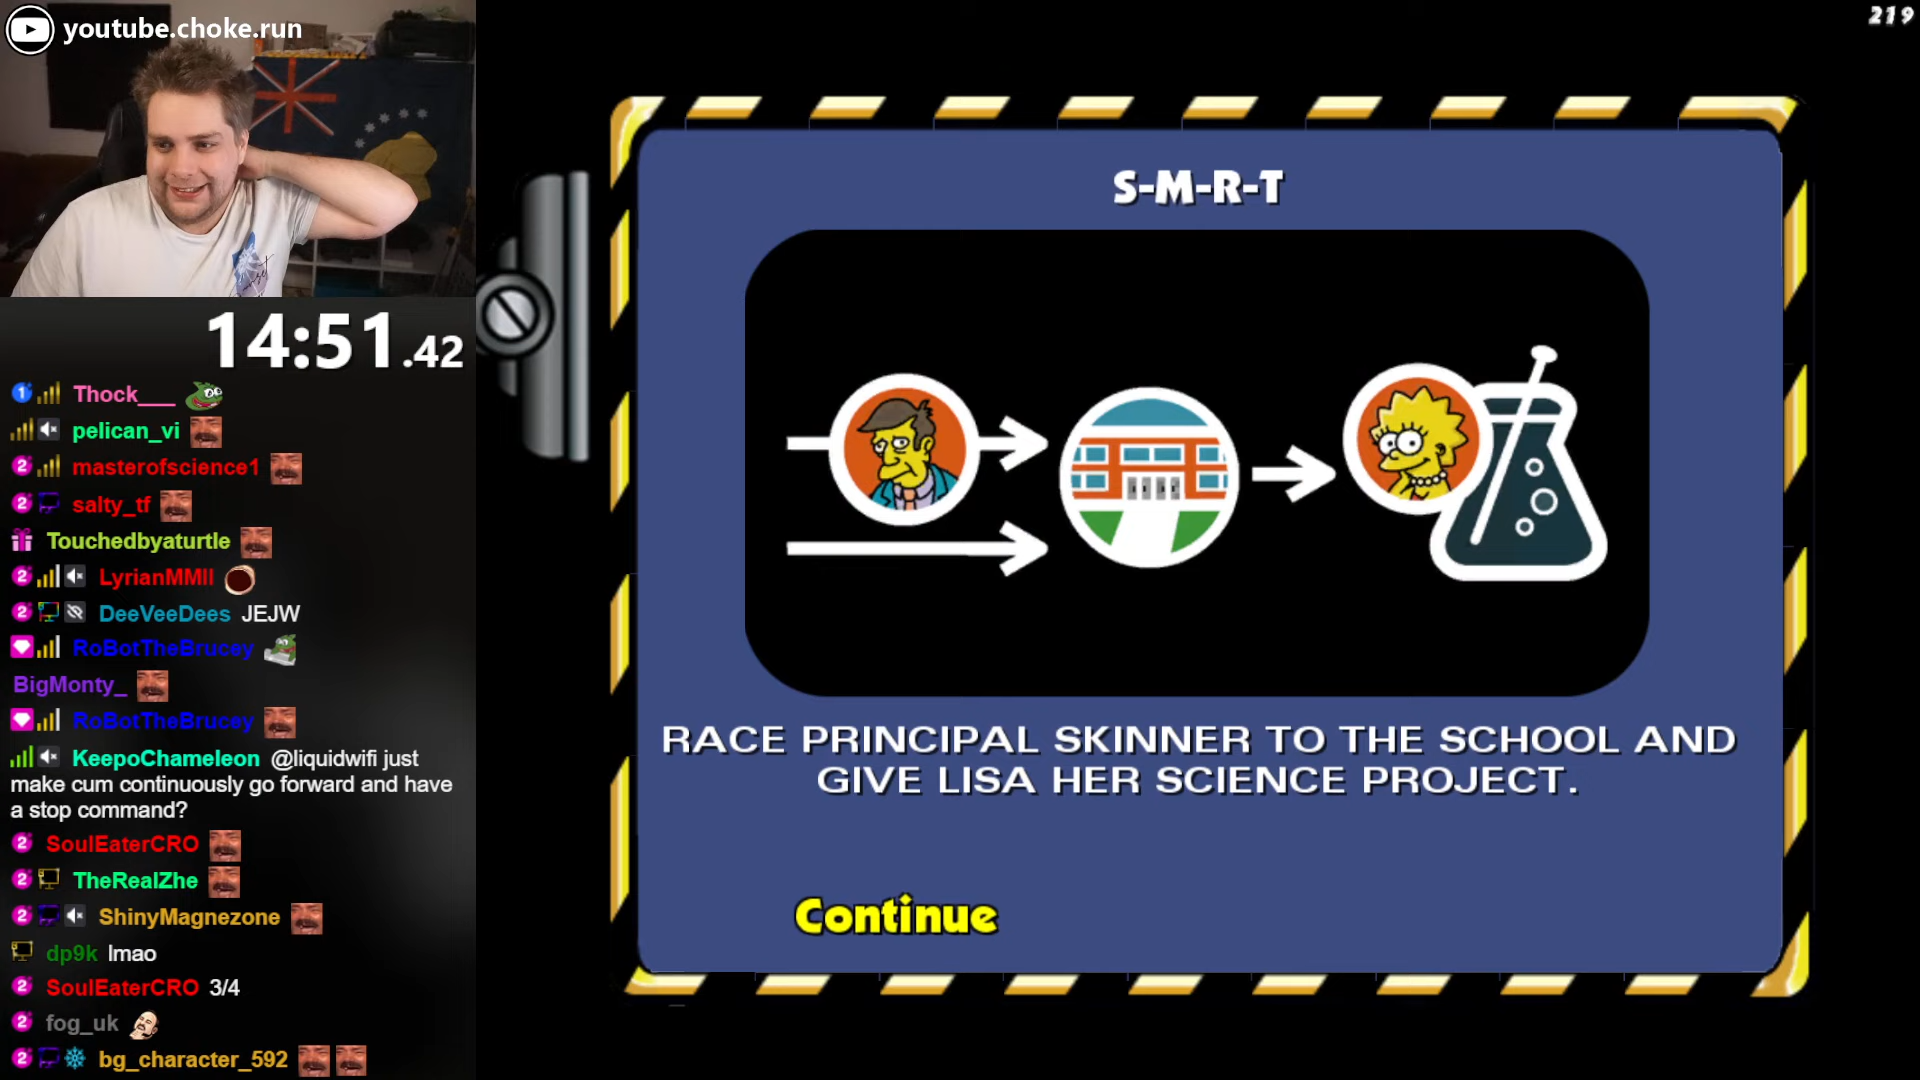 youtube.choke.run
219
14:51.42
Thock___
pelican_vi
masterofscience1
salty_tf
Touchedbyaturtle
LyrianMMII
DeeVeeDees JEJW
RoBotTheBrucey
BigMonty_
RoBotTheBrucey
KeepoChameleon @liquidwifi just
make cum continuously go forward and have
a stop command?
SoulEaterCRO
TheRealZhe
ShinyMagnezone
dp9k lmao
SoulEaterCRO 3/4
fog_uk
bg_character_592
S-M-R-T
RACE PRINCIPAL SKINNER TO THE SCHOOL AND
GIVE LISA HER SCIENCE PROJECT.
Continue